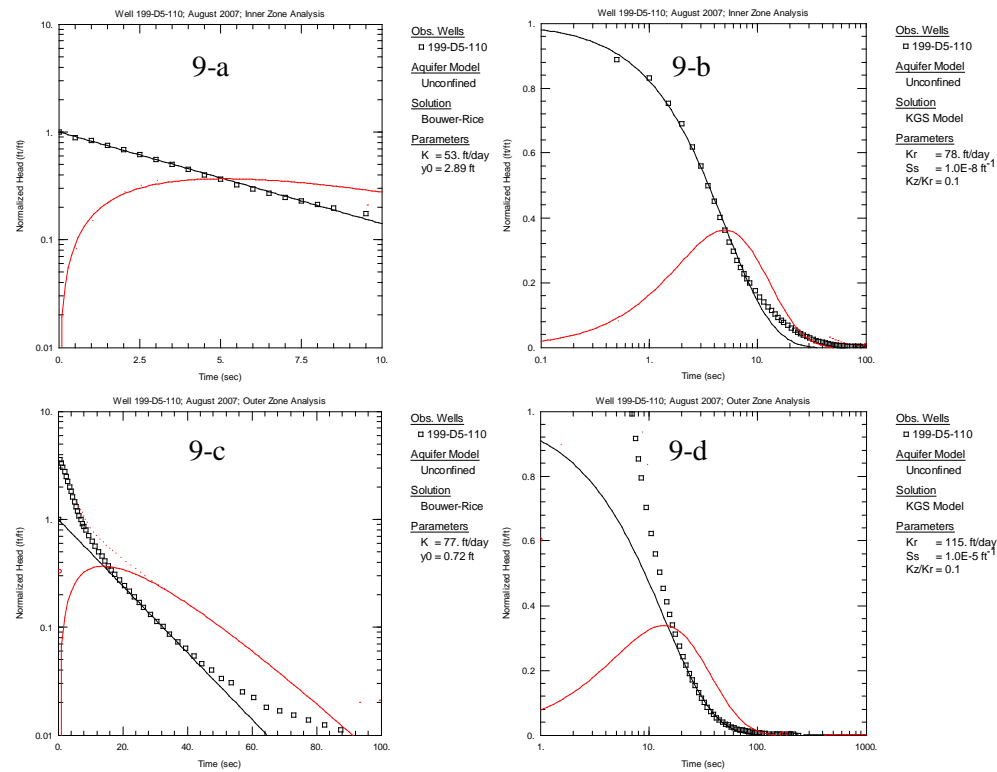 Well 199-D5-110; August 2007; Inner Zone Analysis
9-a
10.
1.
0.1
0.01
0.
2.5
5.
7.5
10.
Time (sec)
Normalized Head (ft/ft)
Obs. Wells
199-D5-110
Aquifer Model
Unconfined
Solution
Bouwer-Rice
Parameters
K = 53. ft/day
y0 = 2.89 ft
Well 199-D5-110; August 2007; Inner Zone Analysis
9-b
1.
0.8
0.6
0.4
0.2
0.
0.1
1.
10.
100.
Time (sec)
Normalized Head (ft/ft)
Obs. Wells
199-D5-110
Aquifer Model
Unconfined
Solution
KGS Model
Parameters
Kr = 78. ft/day
Ss = 1.0E-8 ft-1
Kz/Kr = 0.1
Well 199-D5-110; August 2007; Outer Zone Analysis
9-c
10.
1.
0.1
0.01
0.
20.
40.
60.
80.
100.
Time (sec)
Normalized Head (ft/ft)
Obs. Wells
199-D5-110
Aquifer Model
Unconfined
Solution
Bouwer-Rice
Parameters
K = 77. ft/day
y0 = 0.72 ft
Well 199-D5-110; August 2007; Outer Zone Analysis
9-d
1.
0.8
0.6
0.4
0.2
0.
1.
10.
100.
1000.
Time (sec)
Normalized Head (ft/ft)
Obs. Wells
199-D5-110
Aquifer Model
Unconfined
Solution
KGS Model
Parameters
Kr = 115. ft/day
Ss = 1.0E-5 ft-1
Kz/Kr = 0.1